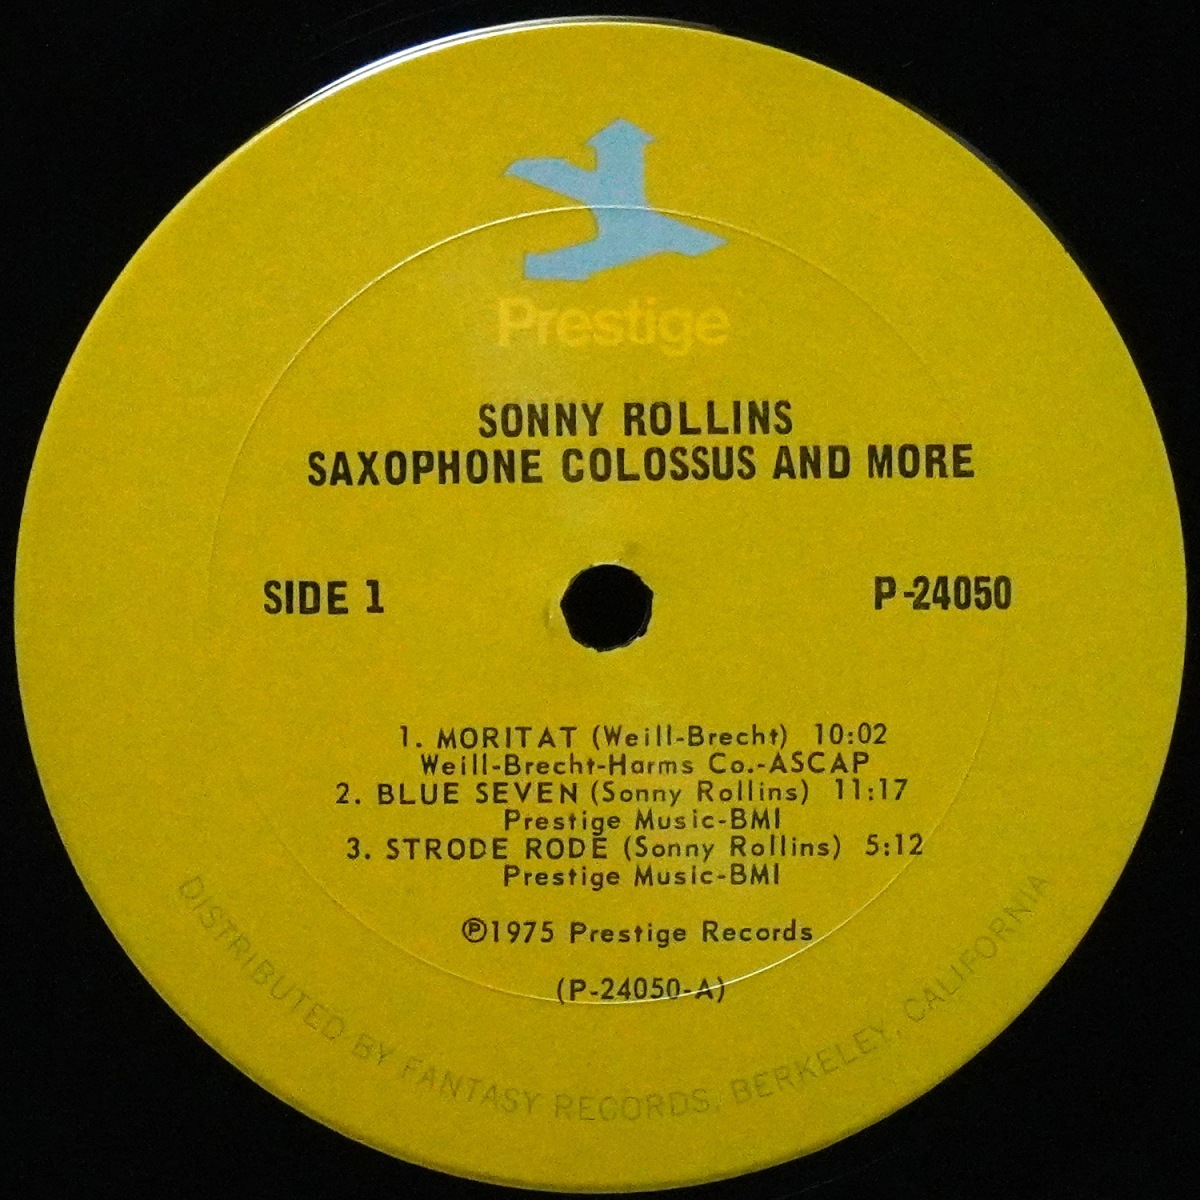 Prestige
SONNY ROLLINS
SAXOPHONE COLOSSUS AND MORE
SIDE 1
P-24050
1. MORITAT (Weill-Brecht) 10:02
Weill-Brecht-Harms Co.-ASCAP
2. BLUE SEVEN (Sonny Rollins) 11:17
Prestige Music-BMI
3. STRODE RODE (Sonny Rollins) 5:12
Prestige Music-BMI
℗1975 Prestige Records
(P-24050-A)
DISTRIBUTED BY FANTASY RECORDS, BERKELEY, CALIFORNIA